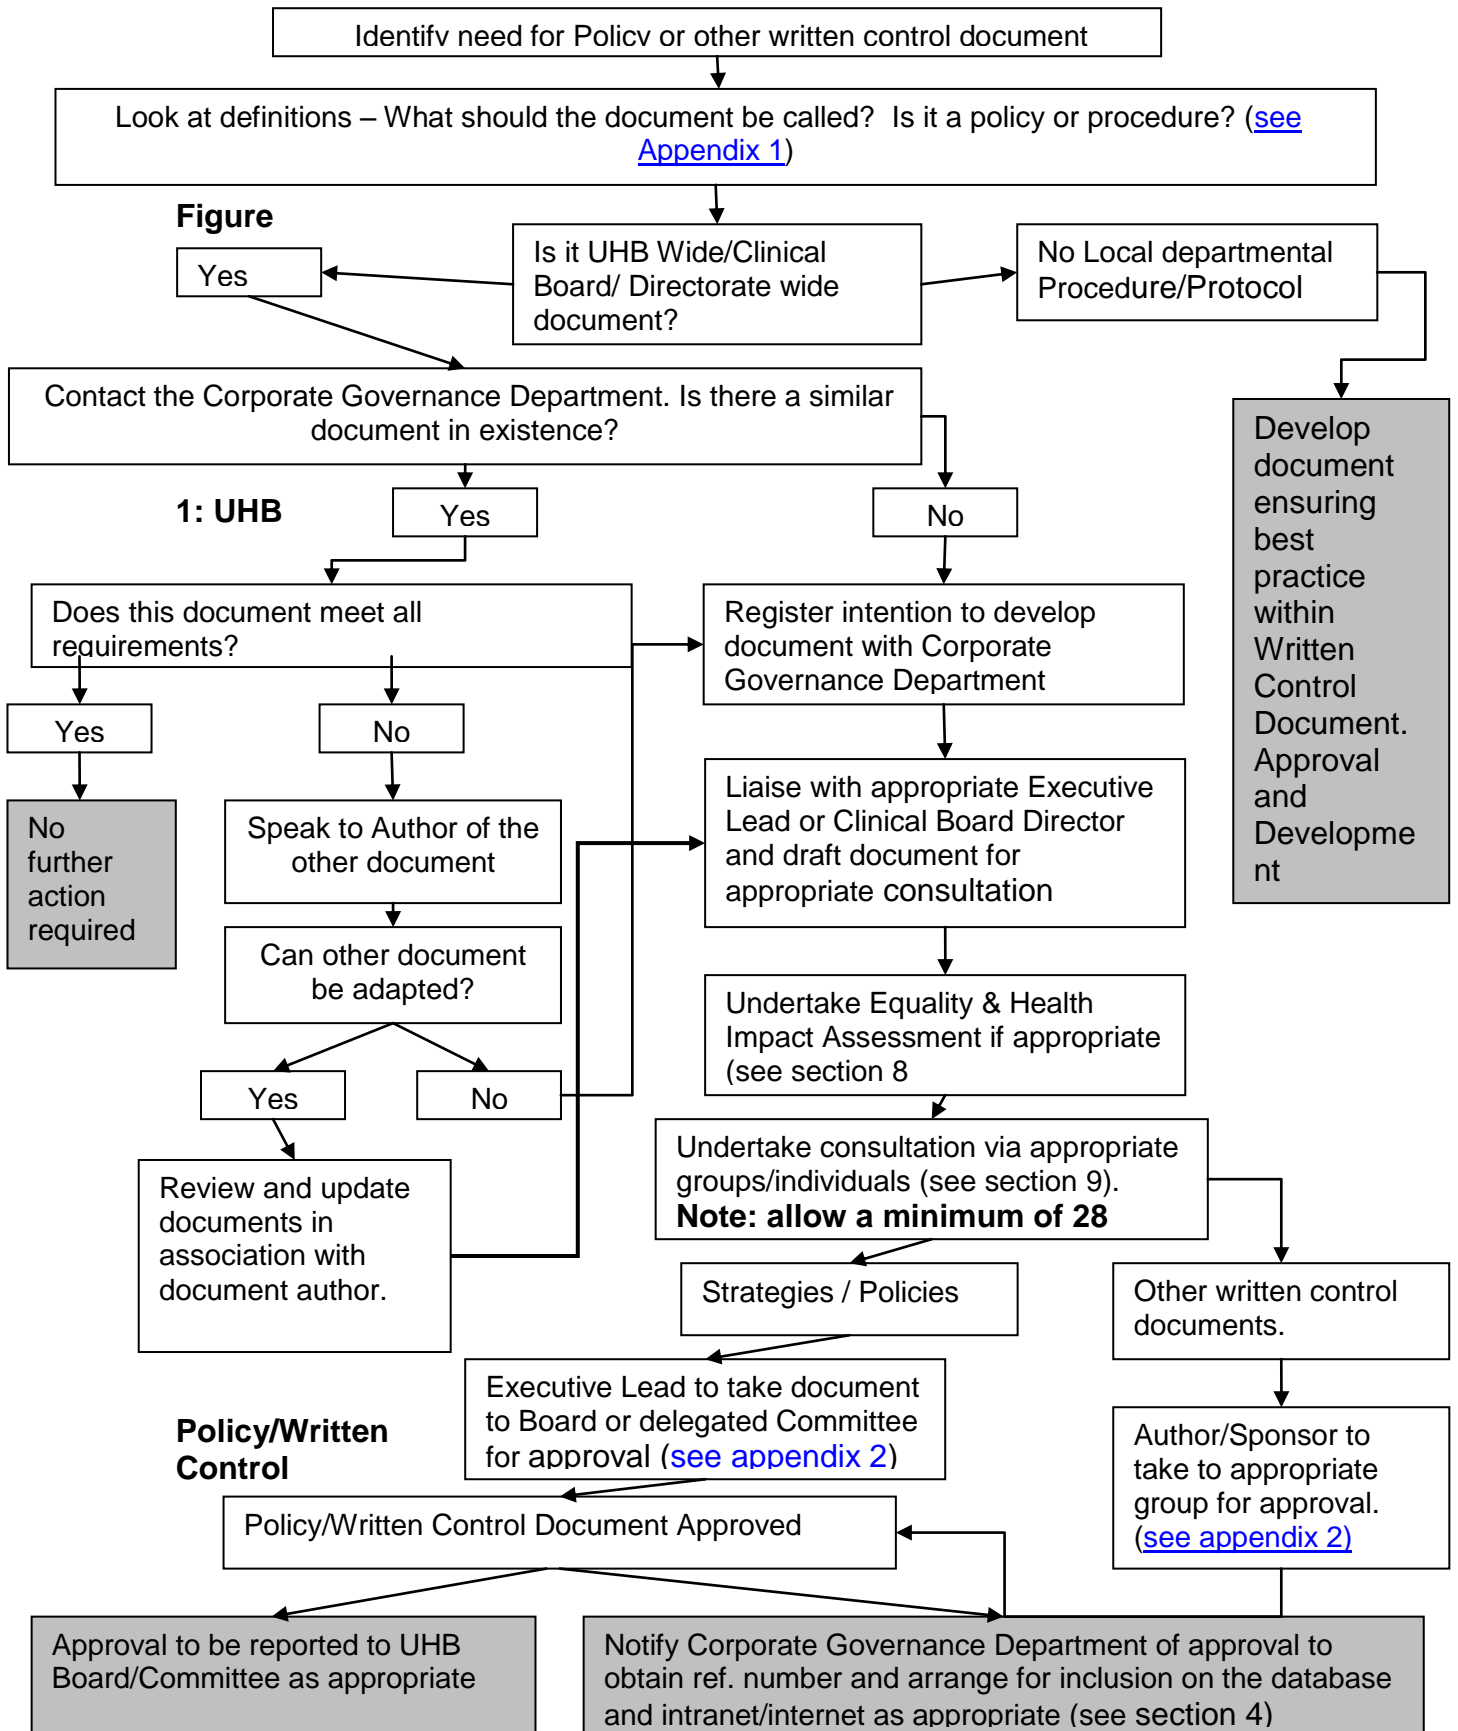 Identify need for Policy or other written control document
Look at definitions – What should the document be called?  Is it a policy or procedure? (see
Appendix 1)
Figure
Yes
Is it UHB Wide/Clinical
Board/ Directorate wide
document?
No Local departmental
Procedure/Protocol
Contact the Corporate Governance Department. Is there a similar
document in existence?
Develop
document
ensuring
best
practice
within
Written
Control
Document.
Approval
and
Developme
nt
1: UHB
Yes
No
Does this document meet all
requirements?
Register intention to develop
document with Corporate
Governance Department
Yes
No
Liaise with appropriate Executive
Lead or Clinical Board Director
and draft document for
appropriate consultation
No
further
action
required
Speak to Author of the
other document
Can other document
be adapted?
Undertake Equality & Health
Impact Assessment if appropriate
(see section 8
Yes
No
Undertake consultation via appropriate
groups/individuals (see section 9).
Note: allow a minimum of 28
Review and update
documents in
association with
document author.
Strategies / Policies
Other written control
documents.
Executive Lead to take document
to Board or delegated Committee
for approval (see appendix 2)
Policy/Written
Control
Author/Sponsor to
take to appropriate
group for approval.
(see appendix 2)
Policy/Written Control Document Approved
Approval to be reported to UHB
Board/Committee as appropriate
Notify Corporate Governance Department of approval to
obtain ref. number and arrange for inclusion on the database
and intranet/internet as appropriate (see section 4)